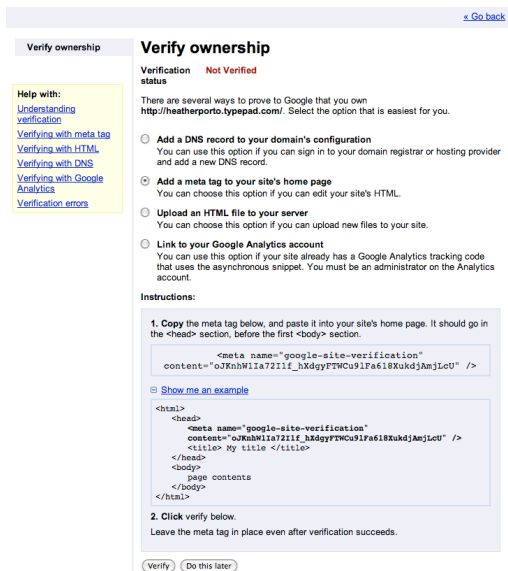 « Go back
Verify ownership
Verify ownership
Verification Not Verified
status
Help with:
Understanding
verification
Verifying with meta tag
Verifying with HTML
Verifying with DNS
Verifying with Google
Analytics
Verification errors
There are several ways to prove to Google that you own
http://heatherporto.typepad.com/. Select the option that is easiest for you.
Add a DNS record to your domain's configuration
You can use this option if you can sign in to your domain registrar or hosting provider
and add a new DNS record.
Add a meta tag to your site's home page
You can choose this option if you can edit your site's HTML.
Upload an HTML file to your server
You can choose this option if you can upload new files to your site.
Link to your Google Analytics account
You can use this option if your site already has a Google Analytics tracking code
that uses the asynchronous snippet. You must be an administrator on the Analytics
account.
Instructions:
1. Copy the meta tag below, and paste it into your site's home page. It should go in
the <head> section, before the first <body> section.
<meta name="google-site-verification"
content="oJKnhW1Ia72I1f_hXdgyFTWCu91Fa618XukdjAmjLcU" />
Show me an example
<html>
<head>
<meta name="google-site-verification"
content="oJKnhW1Ia72I1f_hXdgyFTWCu91Fa618XukdjAmjLcU" />
<title> My title </title>
</head>
<body>
page contents
</body>
</html>
2. Click verify below.
Leave the meta tag in place even after verification succeeds.
Verify Do this later